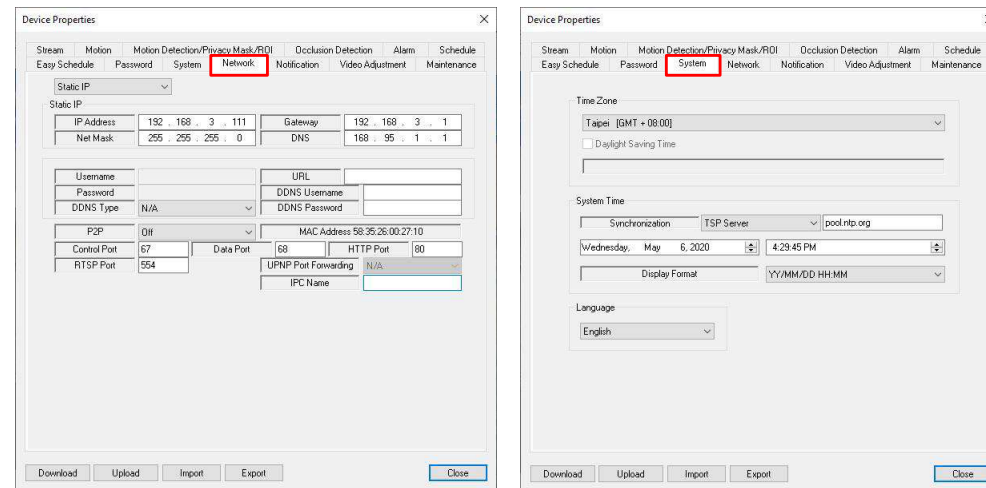 Device Properties
Stream Motion Motion Detection/Privacy Mask/ROI Occlusion Detection Alarm Schedule
Easy Schedule Password System Network Notification Video Adjustment Maintenance
Static IP
Static IP
IP Address 192 . 168 . 3 . 111 Gateway 192 . 168 . 3 . 1
Net Mask 255 . 255 . 255 . 0 DNS 168 . 95 . 1 . 1
Username URL
Password DDNS Username
DDNS Type N/A DDNS Password
P2P Off MAC Address 58:35:26:00:27:10
Control Port 67 Data Port 68 HTTP Port 80
RTSP Port 554 UPNP Port Forwarding N/A
IPC Name
Download Upload Import Export Close
Device Properties
Stream Motion Motion Detection/Privacy Mask/ROI Occlusion Detection Alarm Schedule
Easy Schedule Password System Network Notification Video Adjustment Maintenance
Time Zone
Taipei [GMT + 08:00]
Daylight Saving Time
System Time
Synchronization TSP Server pool.ntp.org
Wednesday, May 6, 2020 4:29:45 PM
Display Format YY/MM/DD HH:MM
Language
English
Download Upload Import Export Close